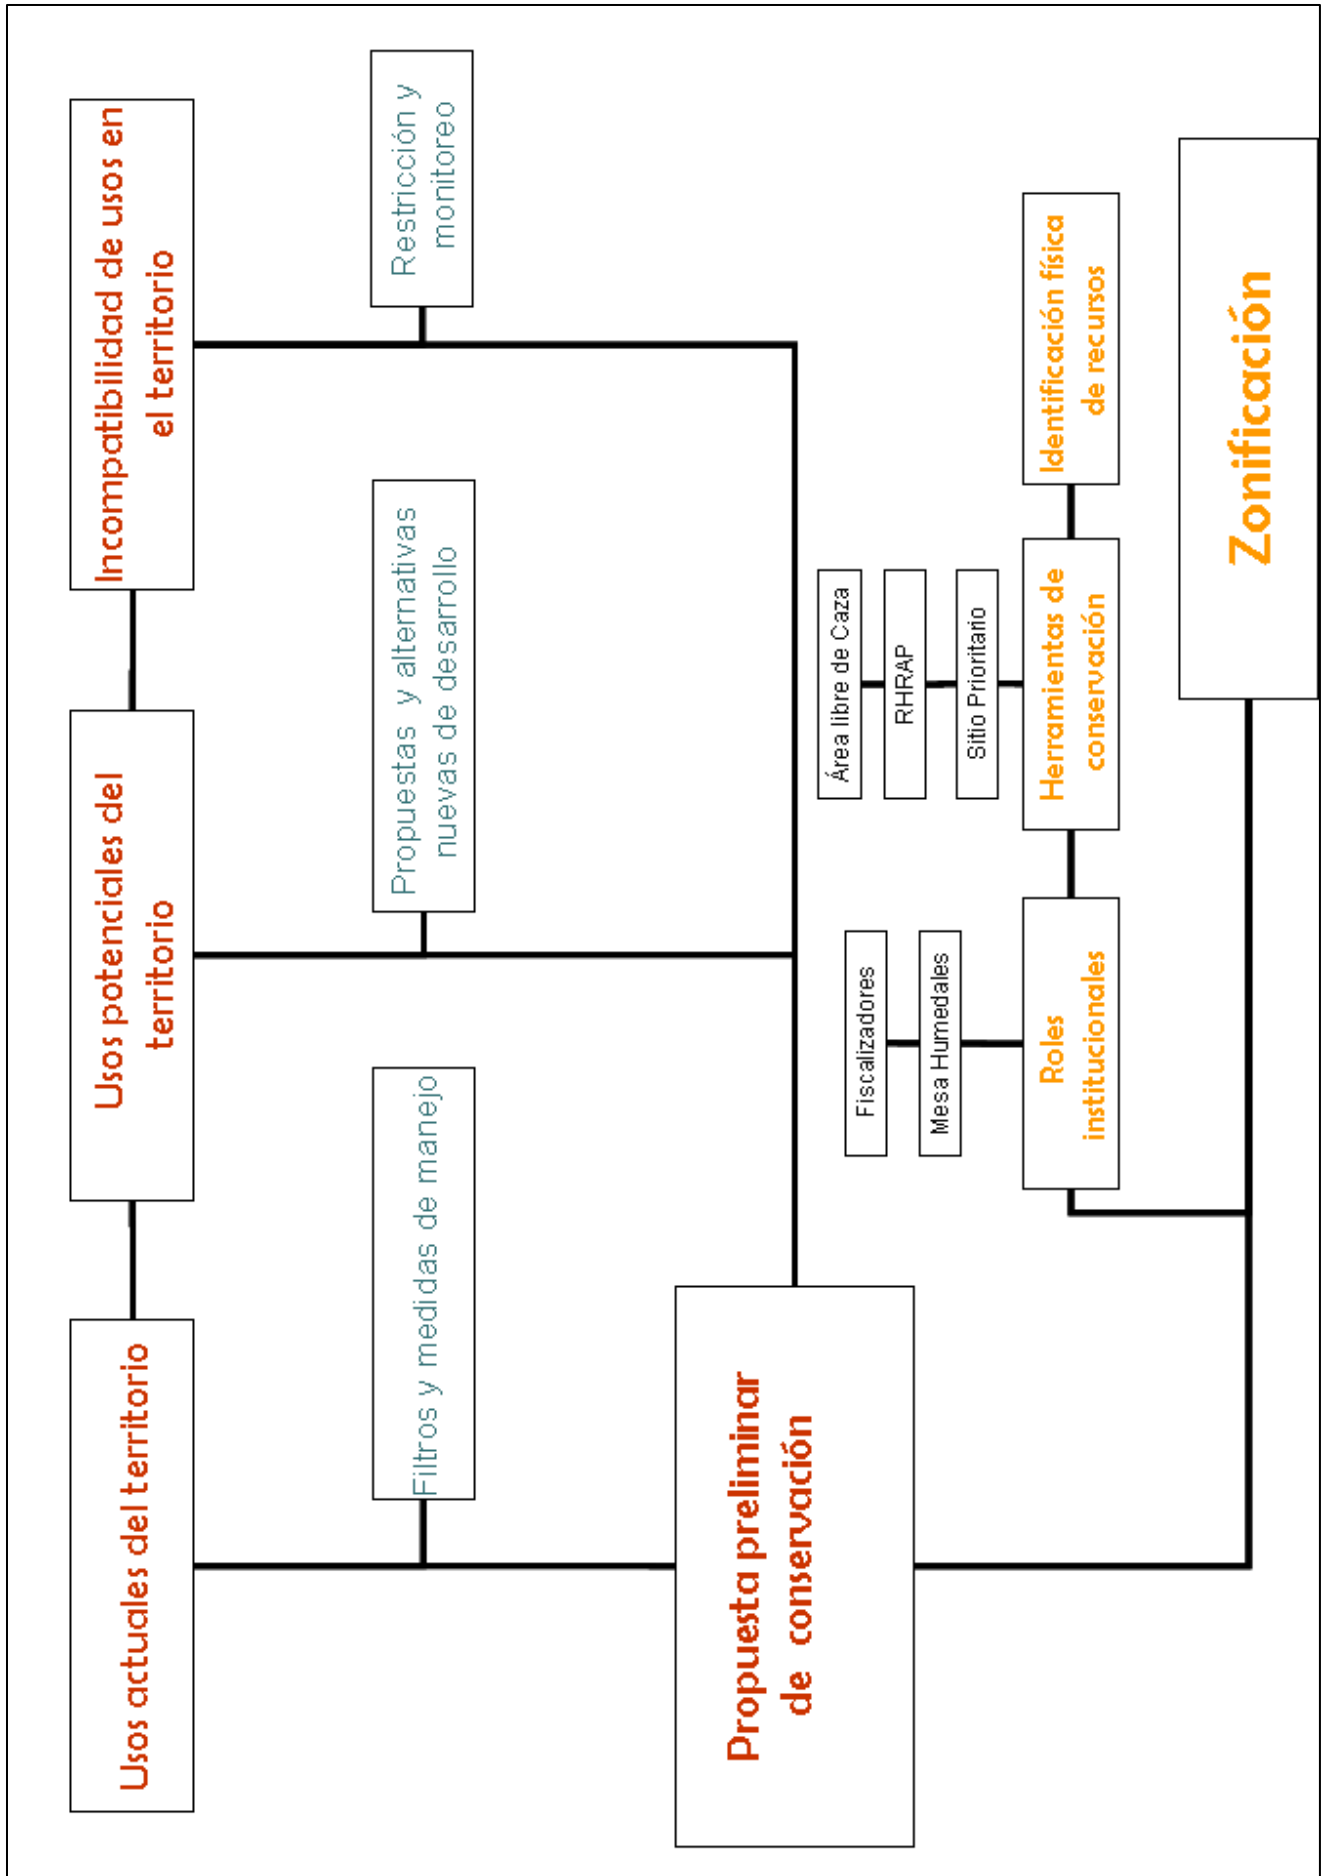 Usos actuales del territorio
Usos potenciales del
territorio
Incompatibilidad de usos en
el territorio
Filtros y medidas de manejo
Propuestas y alternativas
nuevas de desarrollo
Restricción y
monitoreo
Propuesta preliminar
de conservación
Fiscalizadores
Mesa Humedales
Roles
institucionales
Área libre de Caza
RHRAP
Sitio Prioritario
Herramientas de
conservación
Identificación física
de recursos
Zonificación